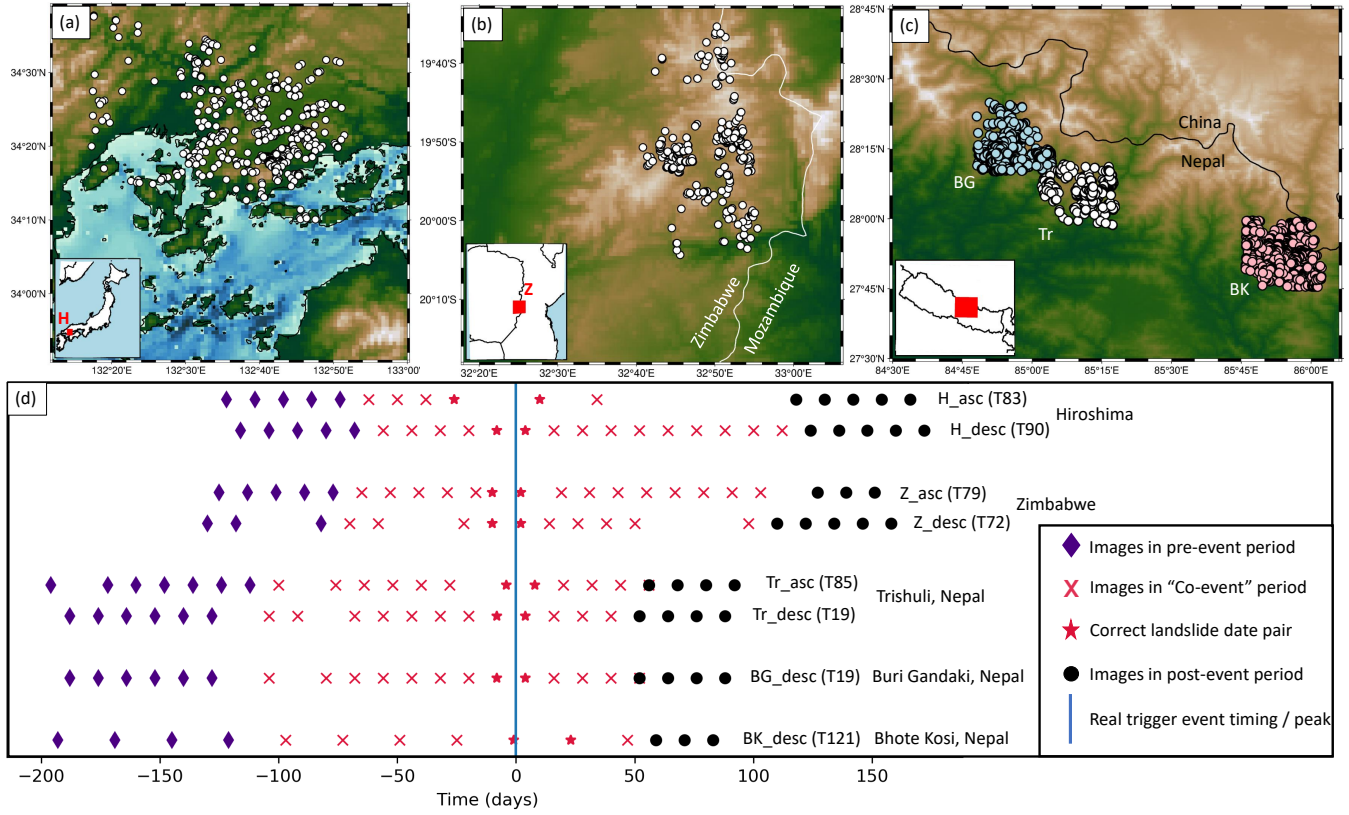 (a)
34°30'N
34°20'N
34°10'N
34°00'N
H
132°20'E
132°30'E
132°40'E
132°50'E
133°00'E
(b)
19°40'S
19°50'S
20°00'S
20°10'S
Z
Zimbabwe
Mozambique
32°20'E
32°30'E
32°40'E
32°50'E
33°00'E
(c)
28°45'N
28°30'N
28°15'N
28°00'N
27°45'N
27°30'N
China
Nepal
BG
Tr
BK
84°30'E
84°45'E
85°00'E
85°15'E
85°30'E
85°45'E
86°00'E
(d)
H_asc (T83)
Hiroshima
H_desc (T90)
Z_asc (T79)
Zimbabwe
Z_desc (T72)
Tr_asc (T85)
Trishuli, Nepal
Tr_desc (T19)
BG_desc (T19) Buri Gandaki, Nepal
BK_desc (T121) Bhote Kosi, Nepal
Images in pre-event period
Images in “Co-event” period
Correct landslide date pair
Images in post-event period
Real trigger event timing / peak
−200 −150 −100 −50 0 50 100 150
Time (days)